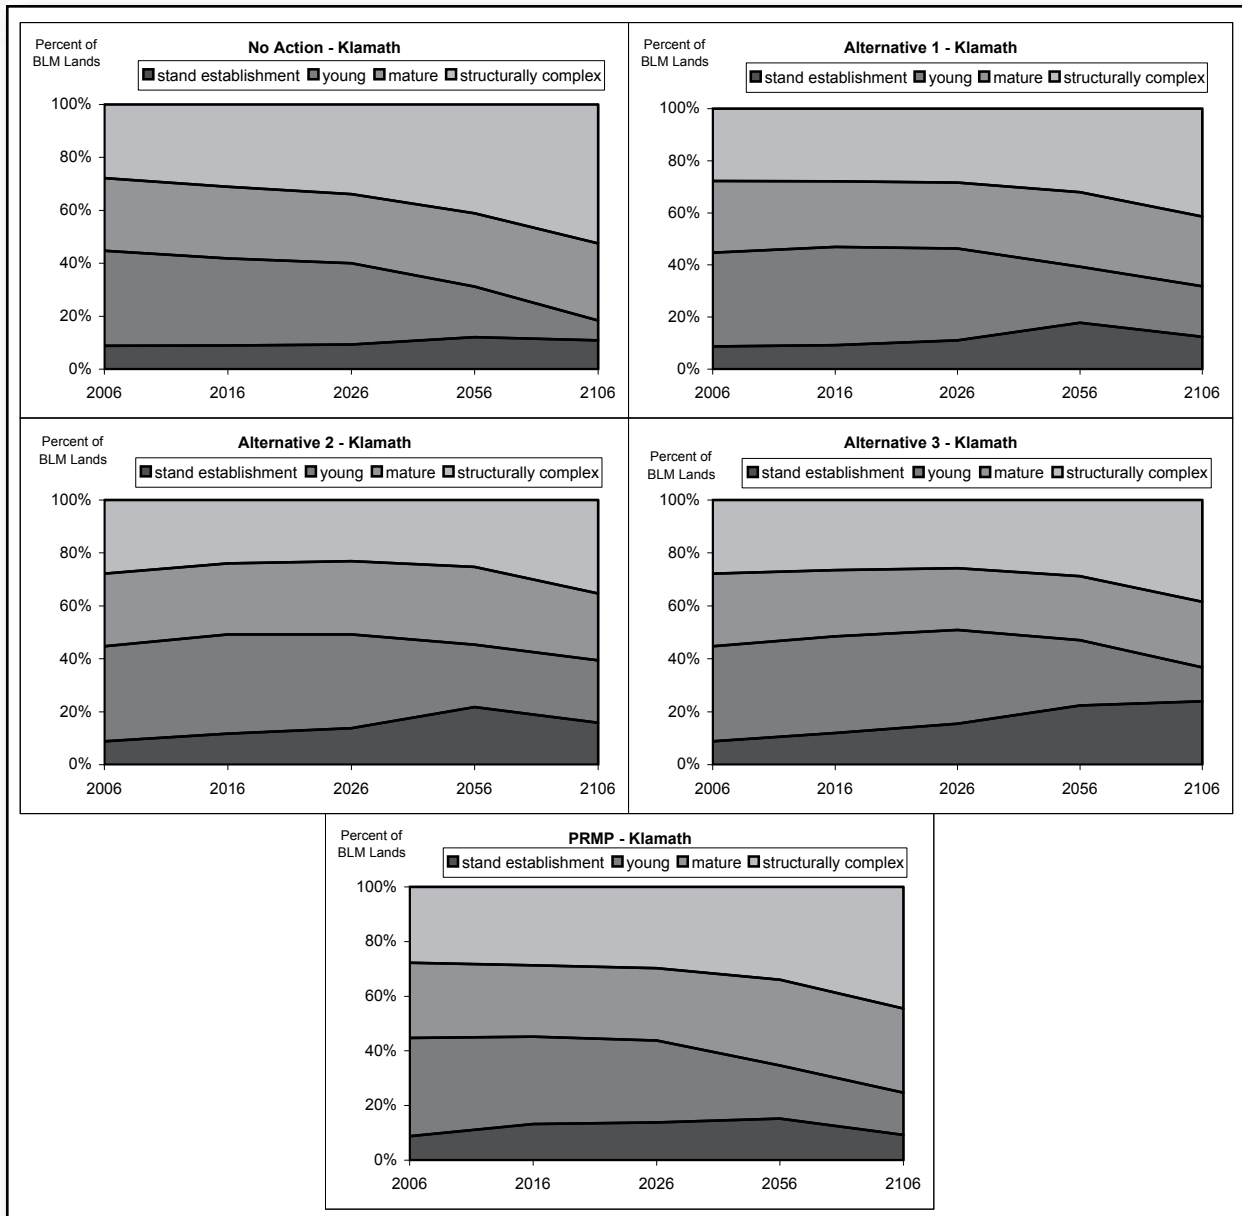 Percent of
BLM Lands
No Action - Klamath
stand establishment young mature structurally complex
100%
80%
60%
40%
20%
0%
2006 2016 2026 2056 2106
Percent of
BLM Lands
Alternative 1 - Klamath
stand establishment young mature structurally complex
100%
80%
60%
40%
20%
0%
2006 2016 2026 2056 2106
Percent of
BLM Lands
Alternative 2 - Klamath
stand establishment young mature structurally complex
100%
80%
60%
40%
20%
0%
2006 2016 2026 2056 2106
Percent of
BLM Lands
Alternative 3 - Klamath
stand establishment young mature structurally complex
100%
80%
60%
40%
20%
0%
2006 2016 2026 2056 2106
Percent of
BLM Lands
PRMP - Klamath
stand establishment young mature structurally complex
100%
80%
60%
40%
20%
0%
2006 2016 2026 2056 2106